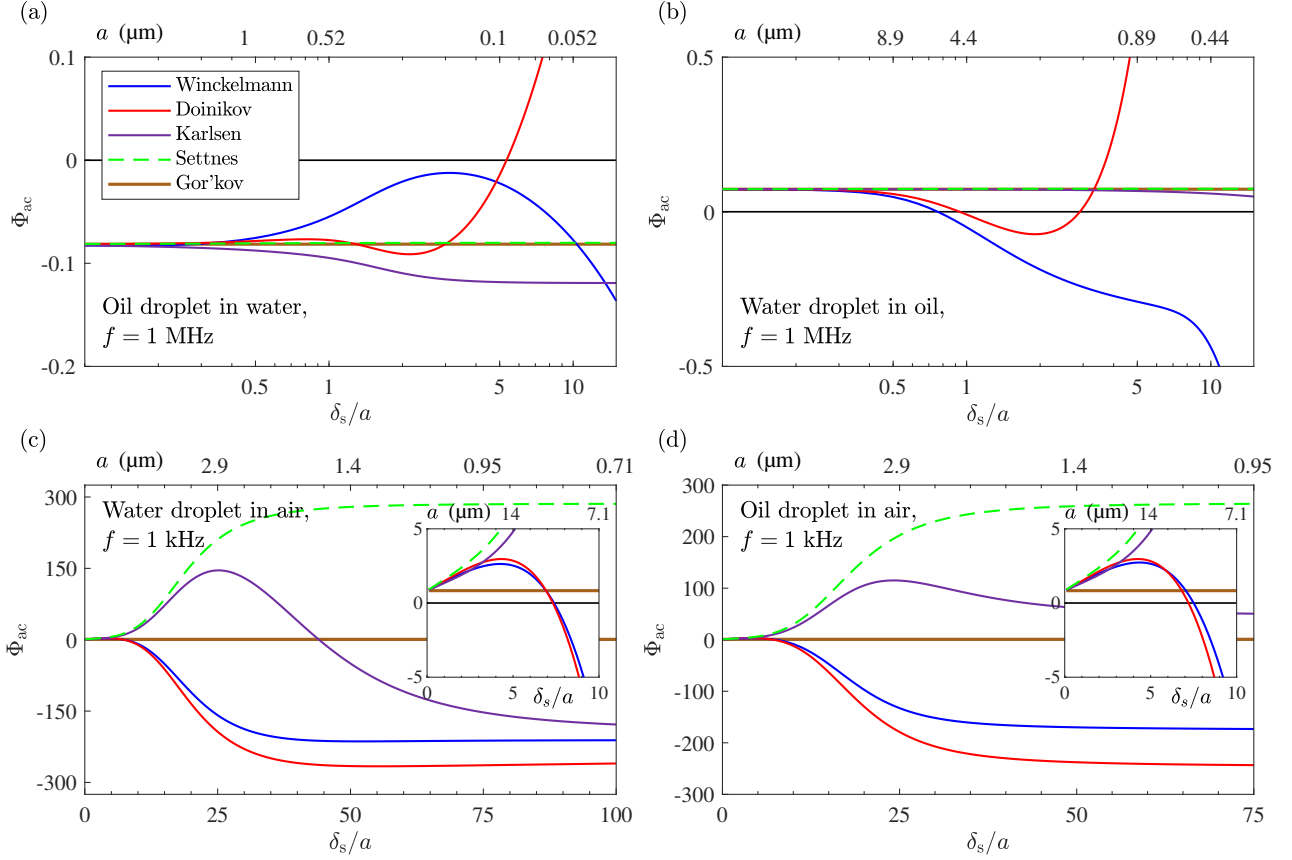 (a)
a (μm)
1 0.52 0.1 0.052
0.1
0
-0.1
-0.2
Φac
Winckelmann
Doinikov
Karlsen
Settnes
Gor'kov
Oil droplet in water,
f = 1 MHz
0.5 1 5 10
δs/a
(b)
a (μm)
8.9 4.4 0.89 0.44
0.5
0
-0.5
Φac
Water droplet in oil,
f = 1 MHz
0.5 1 5 10
δs/a
(c)
a (μm)
2.9 1.4 0.95 0.71
300
150
0
-150
-300
Φac
Water droplet in air,
f = 1 kHz
a (μm) 14 7.1
5
0
-5
0 5 δs/a 10
0 25 50 75 100
δs/a
(d)
a (μm)
2.9 1.4 0.95
300
200
100
0
-100
-200
-300
Φac
Oil droplet in air,
f = 1 kHz
a (μm) 14 7.1
5
0
-5
0 5 δs/a 10
0 25 50 75
δs/a